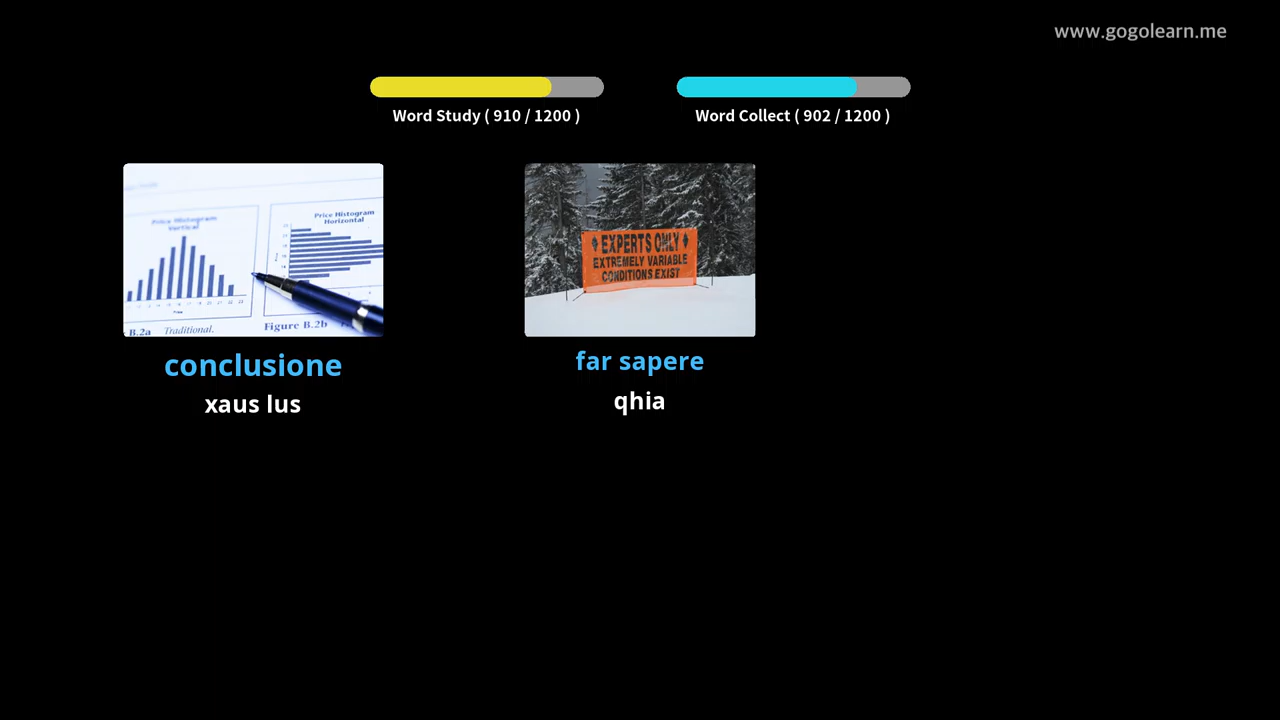 www.gogolearn.me
Word Study ( 910 / 1200 )
Word Collect ( 902 / 1200 )
Price Histogram
Vertical
Price Histogram
Horizontal
Price
B.2a Traditional.
Figure B.2b
EXPERTS ONLY
EXTREMELY VARIABLE
CONDITIONS EXIST
conclusione
far sapere
xaus lus
qhia